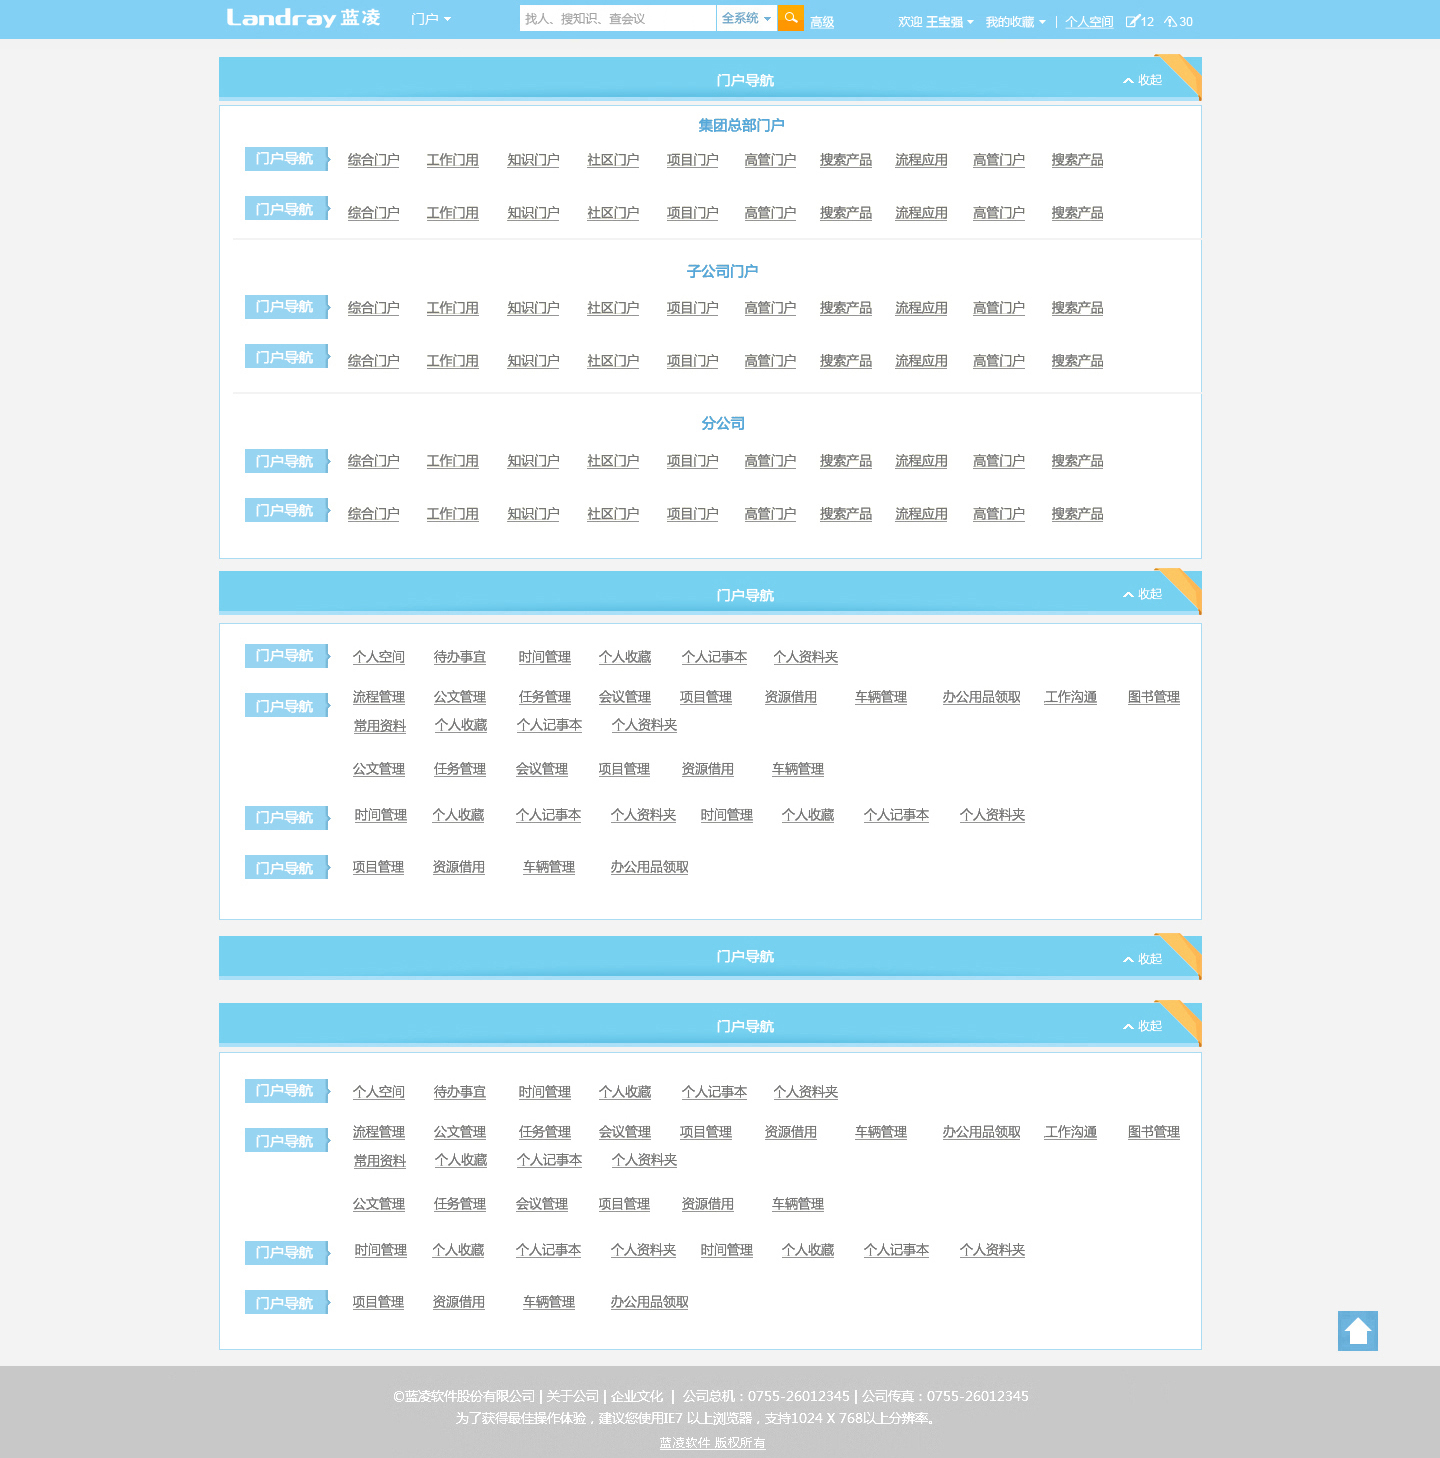 Landray 蓝凌 门户 找人、搜知识、查会议 全系统 高级 欢迎 王宝强 我的收藏 | 个人空间 12 30
门户导航 收起
集团总部门户
门户导航 综合门户 工作门用 知识门户 社区门户 项目门户 高管门户 搜索产品 流程应用 高管门户 搜索产品
门户导航 综合门户 工作门用 知识门户 社区门户 项目门户 高管门户 搜索产品 流程应用 高管门户 搜索产品
子公司门户
门户导航 综合门户 工作门用 知识门户 社区门户 项目门户 高管门户 搜索产品 流程应用 高管门户 搜索产品
门户导航 综合门户 工作门用 知识门户 社区门户 项目门户 高管门户 搜索产品 流程应用 高管门户 搜索产品
分公司
门户导航 综合门户 工作门用 知识门户 社区门户 项目门户 高管门户 搜索产品 流程应用 高管门户 搜索产品
门户导航 综合门户 工作门用 知识门户 社区门户 项目门户 高管门户 搜索产品 流程应用 高管门户 搜索产品
门户导航 收起
门户导航 个人空间 待办事宜 时间管理 个人收藏 个人记事本 个人资料夹
门户导航 流程管理 公文管理 任务管理 会议管理 项目管理 资源借用 车辆管理 办公用品领取 工作沟通 图书管理
常用资料 个人收藏 个人记事本 个人资料夹
公文管理 任务管理 会议管理 项目管理 资源借用 车辆管理
门户导航 时间管理 个人收藏 个人记事本 个人资料夹 时间管理 个人收藏 个人记事本 个人资料夹
门户导航 项目管理 资源借用 车辆管理 办公用品领取
门户导航 收起
门户导航 收起
门户导航 个人空间 待办事宜 时间管理 个人收藏 个人记事本 个人资料夹
门户导航 流程管理 公文管理 任务管理 会议管理 项目管理 资源借用 车辆管理 办公用品领取 工作沟通 图书管理
常用资料 个人收藏 个人记事本 个人资料夹
公文管理 任务管理 会议管理 项目管理 资源借用 车辆管理
门户导航 时间管理 个人收藏 个人记事本 个人资料夹 时间管理 个人收藏 个人记事本 个人资料夹
门户导航 项目管理 资源借用 车辆管理 办公用品领取
©蓝凌软件股份有限公司 | 关于公司 | 企业文化 | 公司总机：0755-26012345 | 公司传真：0755-26012345
为了获得最佳操作体验，建议您使用IE7 以上浏览器，支持1024 X 768以上分辨率。
蓝凌软件 版权所有